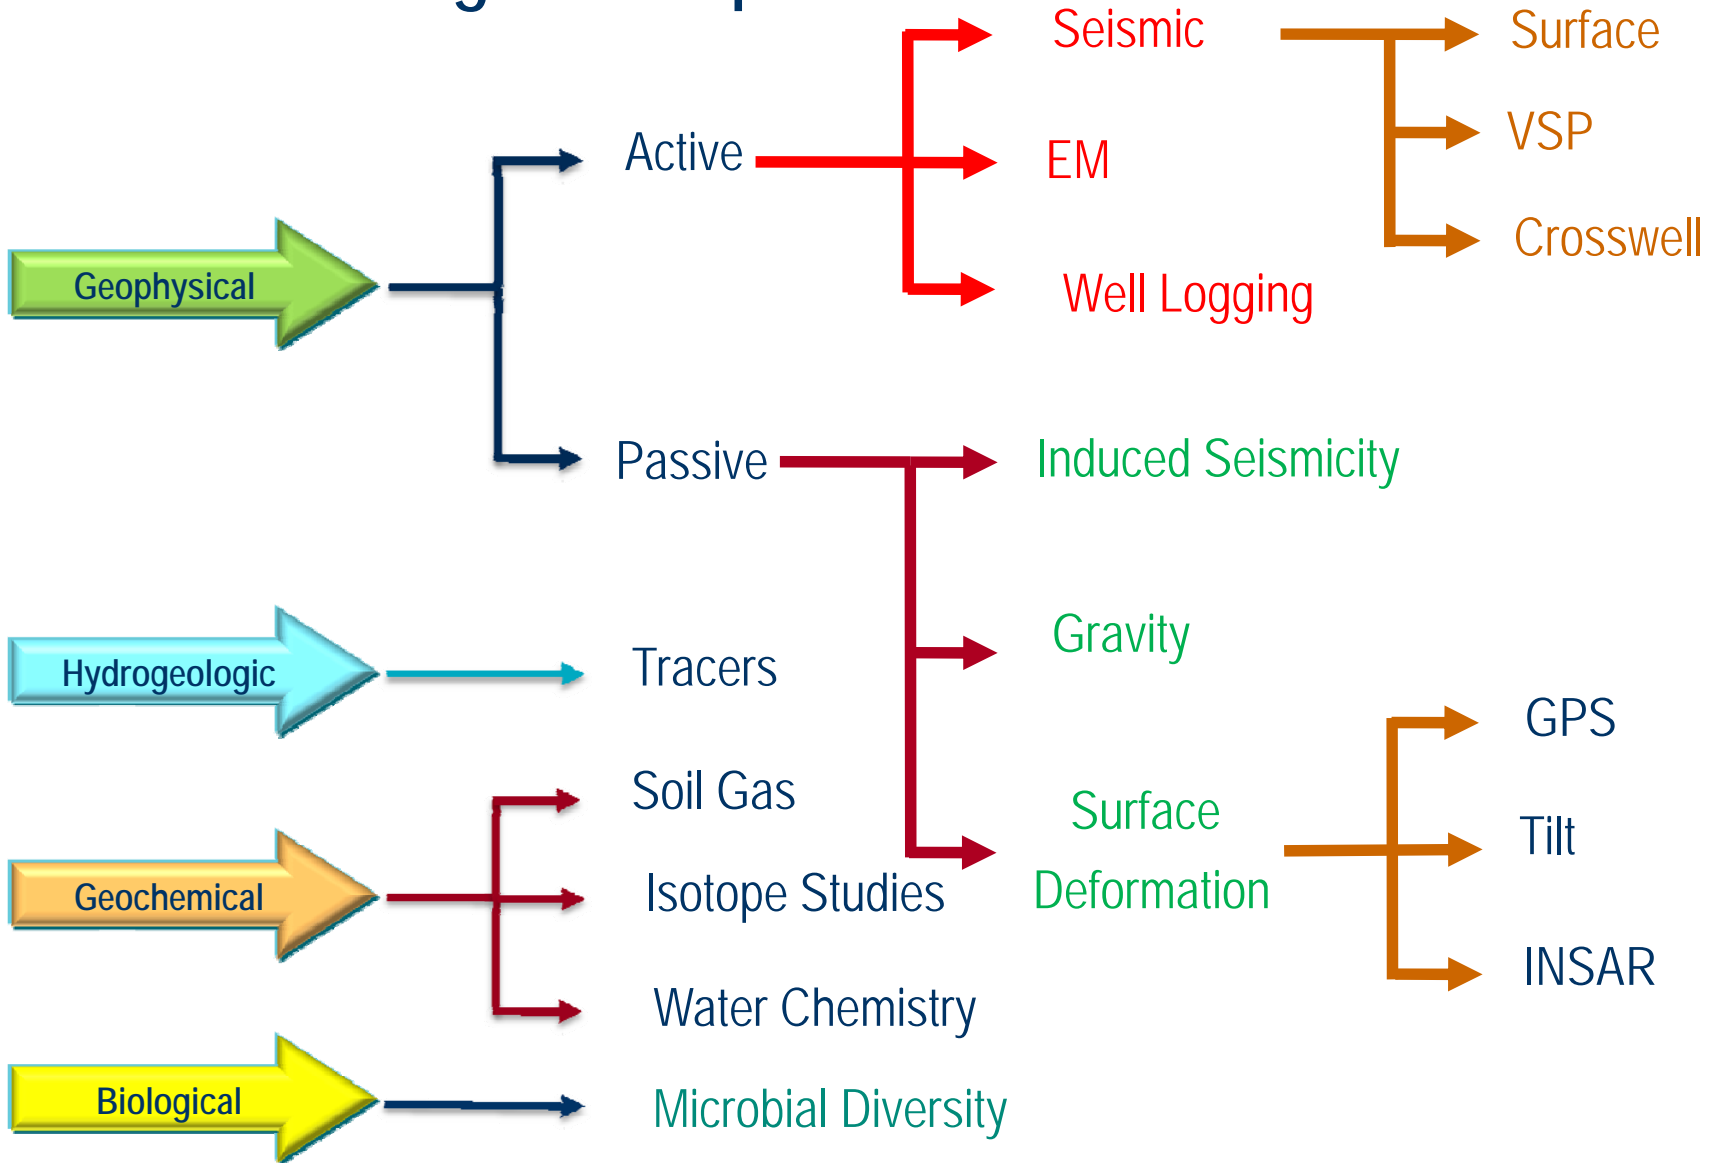 Seismic
Surface
Active
EM
VSP
Crosswell
Geophysical
Well Logging
Passive
Induced Seismicity
Gravity
Hydrogeologic
Tracers
GPS
Soil Gas
Surface
Deformation
Tilt
Geochemical
Isotope Studies
INSAR
Water Chemistry
Biological
Microbial Diversity